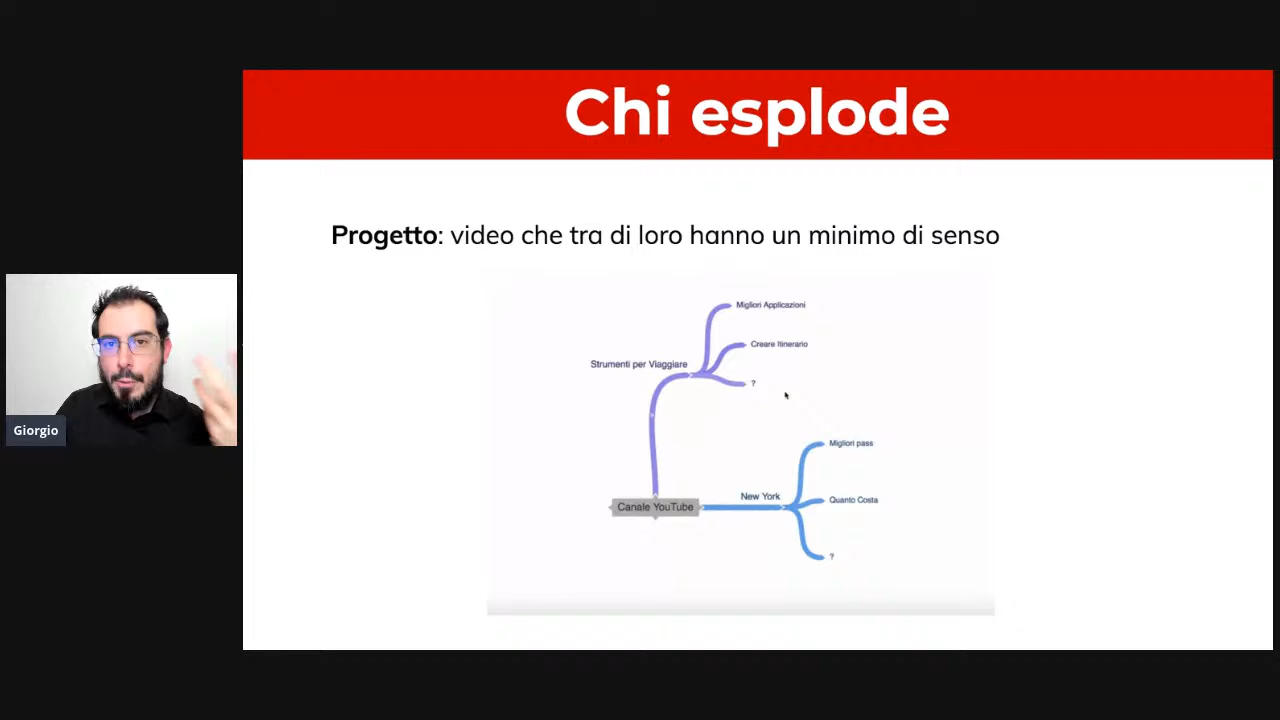 Chi esplode
Progetto: video che tra di loro hanno un minimo di senso
Migliori Applicazioni
Creare Itinerario
Strumenti per Viaggiare
?
Giorgio
Migliori pass
New York
Quanto Costa
Canale YouTube
?